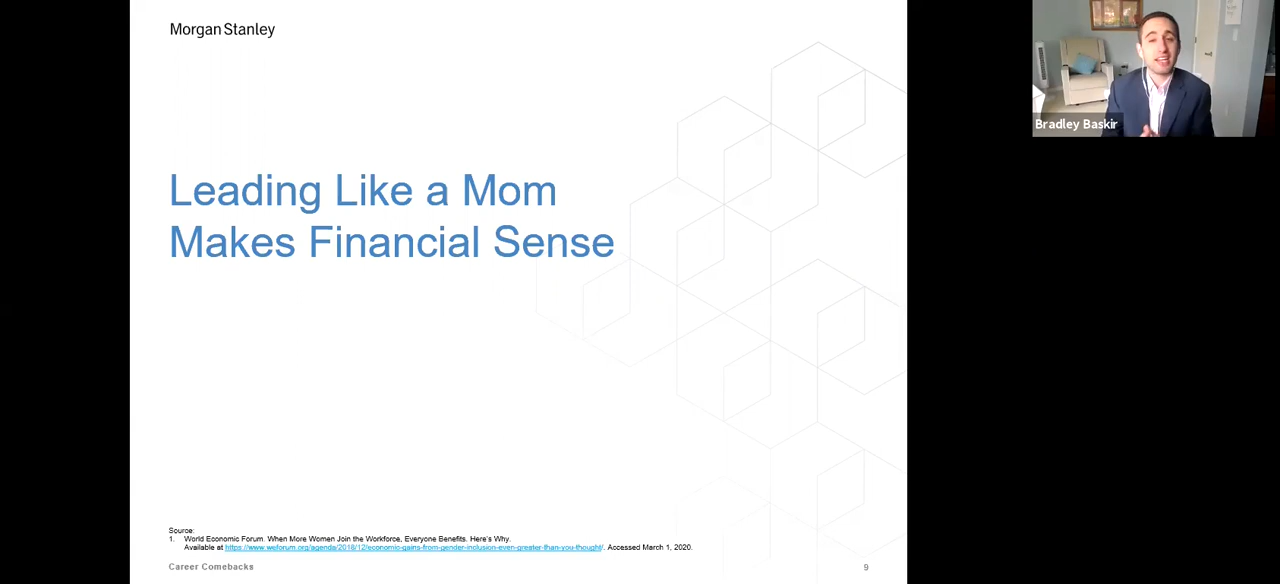 Morgan Stanley
Bradley Baskir
Leading Like a Mom
Makes Financial Sense
Source:
1. World Economic Forum. When More Women Join the Workforce, Everyone Benefits. Here's Why.
Available at https://www.weforum.org/agenda/2018/12/economic-gains-from-gender-inclusion-even-greater-than-you-thought/. Accessed March 1, 2020.
Career Comebacks
9